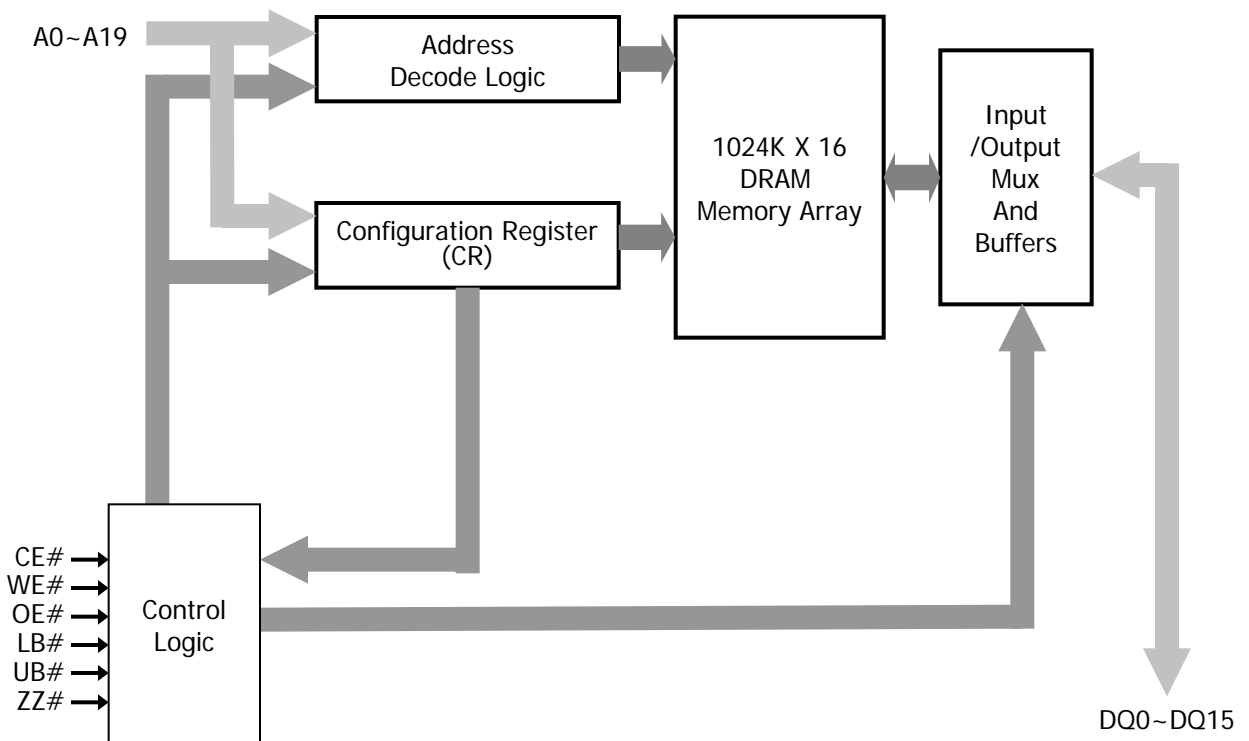 A0~A19
Address
Decode Logic
1024K X 16
DRAM
Memory Array
Input
/Output
Mux
And
Buffers
Configuration Register
(CR)
CE#
WE#
OE#
LB#
UB#
ZZ#
Control
Logic
DQ0~DQ15